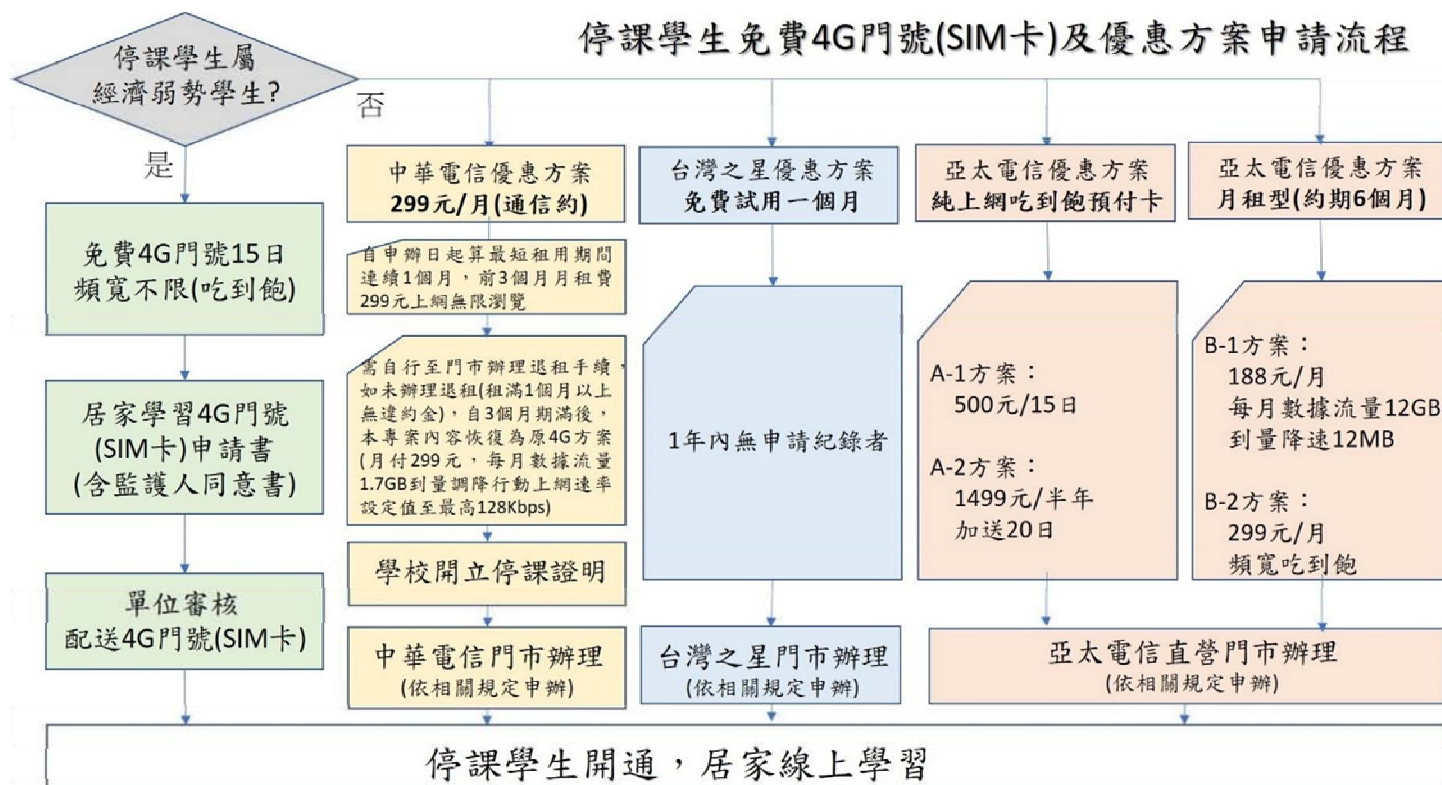 停課學生免費4G門號(SIM卡)及優惠方案申請流程
停課學生屬
經濟弱勢學生?
否
是
免費4G門號15日
頻寬不限(吃到飽)
居家學習4G門號
(SIM卡)申請書
(含監護人同意書)
單位審核
配送4G門號(SIM卡)
中華電信優惠方案
299元/月(通信約)
自申辦日起算最短租用期間
連續1個月，前3個月月租費
299元上網無限瀏覽
需自行至門市辦理退租手續，
如未辦理退租(租滿1個月以上
無違約金)，自3個月期滿後，
本專案內容恢復為原4G方案
(月付299元，每月數據流量
1.7GB到量調降行動上網速率
設定值至最高128Kbps)
學校開立停課證明
中華電信門市辦理
(依相關規定申辦)
台灣之星優惠方案
免費試用一個月
1年內無申請紀錄者
台灣之星門市辦理
(依相關規定申辦)
亞太電信優惠方案
純上網吃到飽預付卡
A-1方案：
500元/15日
A-2方案：
1499元/半年
加送20日
亞太電信優惠方案
月租型(約期6個月)
B-1方案：
188元/月
每月數據流量12GB
到量降速12MB
B-2方案：
299元/月
頻寬吃到飽
亞太電信直營門市辦理
(依相關規定申辦)
停課學生開通，居家線上學習